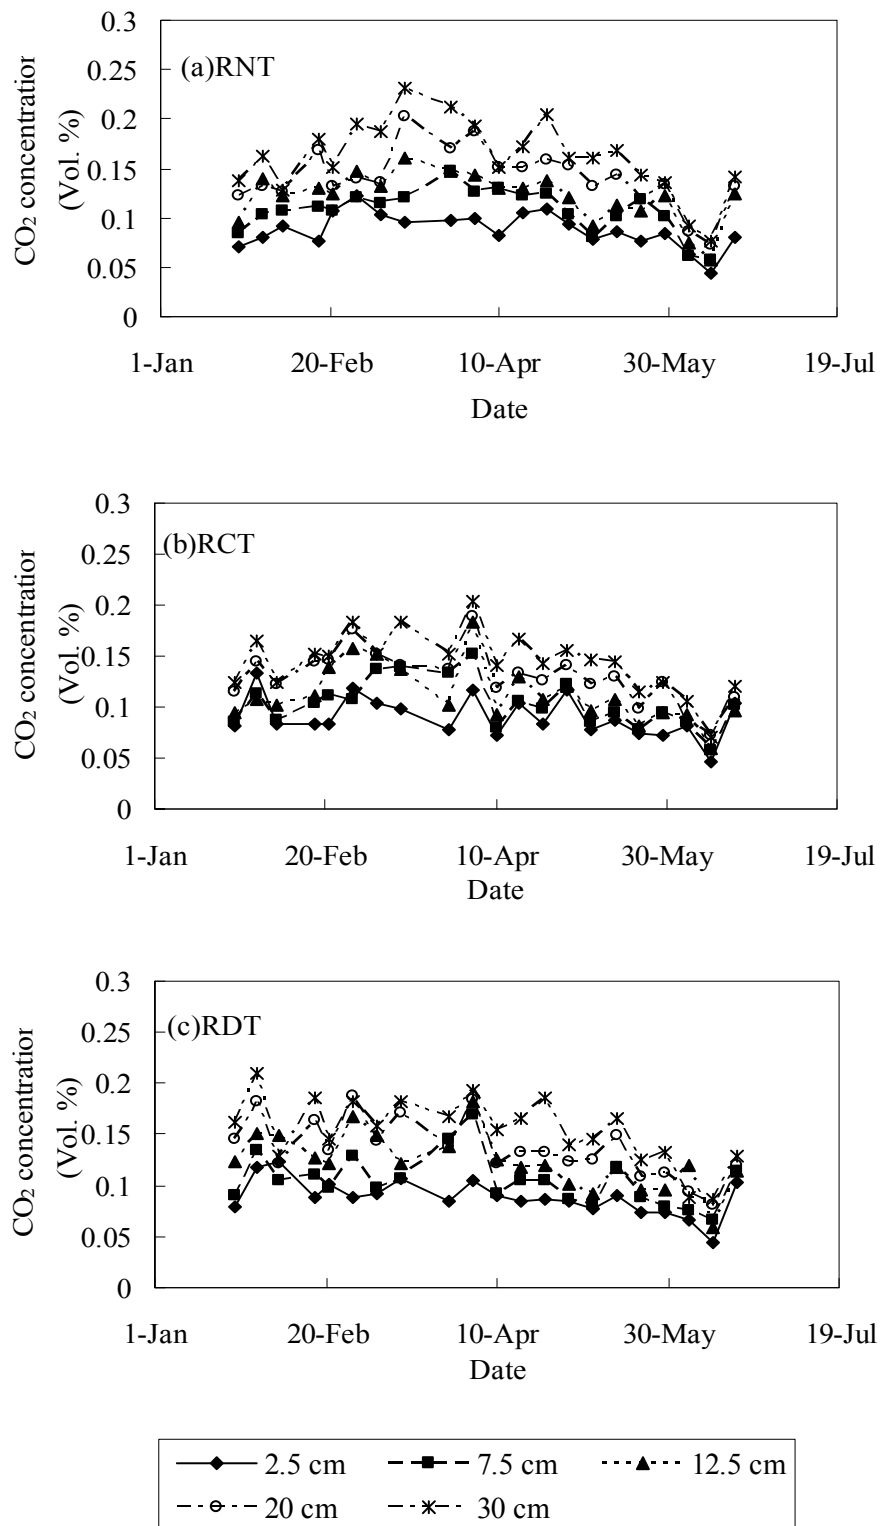 (a)RNT
CO₂ concentration
(Vol. %)
0.3
0.25
0.2
0.15
0.1
0.05
0
1-Jan 20-Feb 10-Apr 30-May 19-Jul
Date
(b)RCT
CO₂ concentration
(Vol. %)
0.3
0.25
0.2
0.15
0.1
0.05
0
1-Jan 20-Feb 10-Apr 30-May 19-Jul
Date
(c)RDT
CO₂ concentration
(Vol. %)
0.3
0.25
0.2
0.15
0.1
0.05
0
1-Jan 20-Feb 10-Apr 30-May 19-Jul
Date
2.5 cm 7.5 cm 12.5 cm
20 cm 30 cm